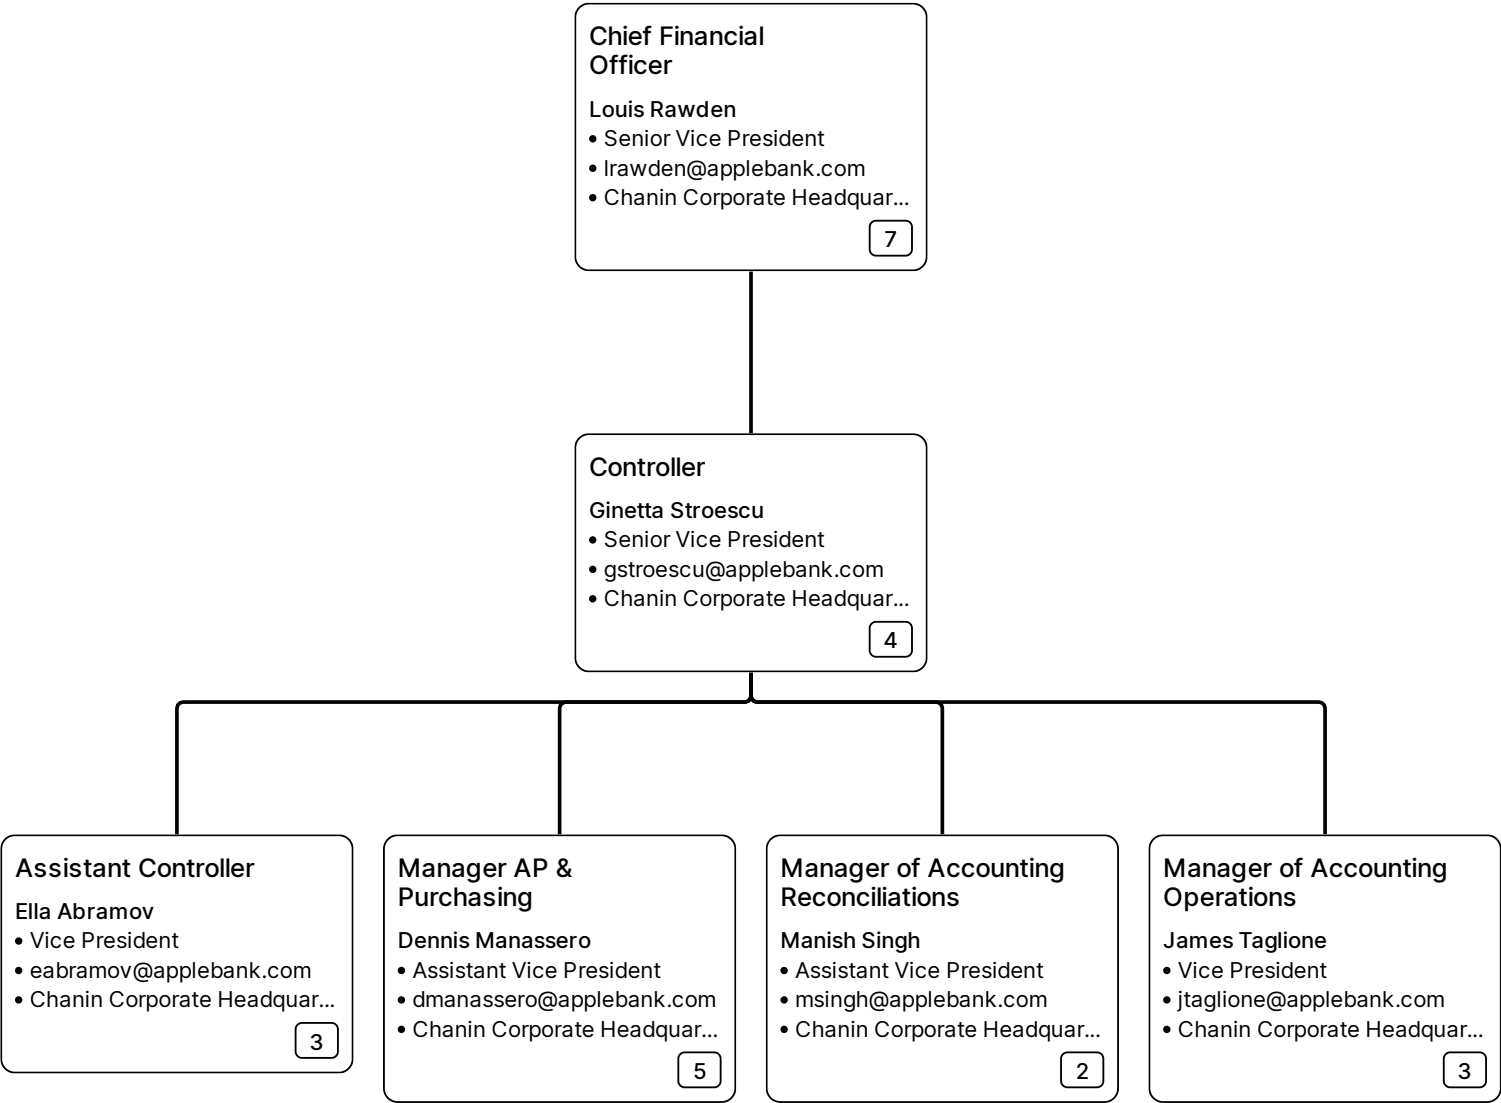 Chief Financial
Officer
Louis Rawden
• Senior Vice President
• lrawden@applebank.com
• Chanin Corporate Headquar...
7
Controller
Ginetta Stroescu
• Senior Vice President
• gstroescu@applebank.com
• Chanin Corporate Headquar...
4
Assistant Controller
Ella Abramov
• Vice President
• eabramov@applebank.com
• Chanin Corporate Headquar...
3
Manager AP &
Purchasing
Dennis Manassero
• Assistant Vice President
• dmanassero@applebank.com
• Chanin Corporate Headquar...
5
Manager of Accounting
Reconciliations
Manish Singh
• Assistant Vice President
• msingh@applebank.com
• Chanin Corporate Headquar...
2
Manager of Accounting
Operations
James Taglione
• Vice President
• jtaglione@applebank.com
• Chanin Corporate Headquar...
3